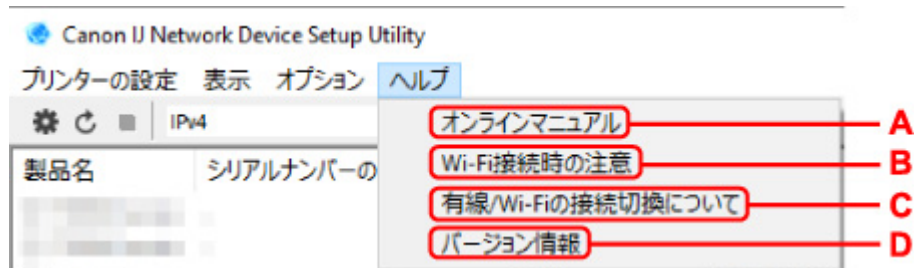 Canon IJ Network Device Setup Utility
プリンターの設定 表示 オプション ヘルプ
IPv4
オンラインマニュアル A
製品名 シリアルナンバーの Wi-Fi接続時の注意 B
有線/Wi-Fiの接続切換について C
バージョン情報 D